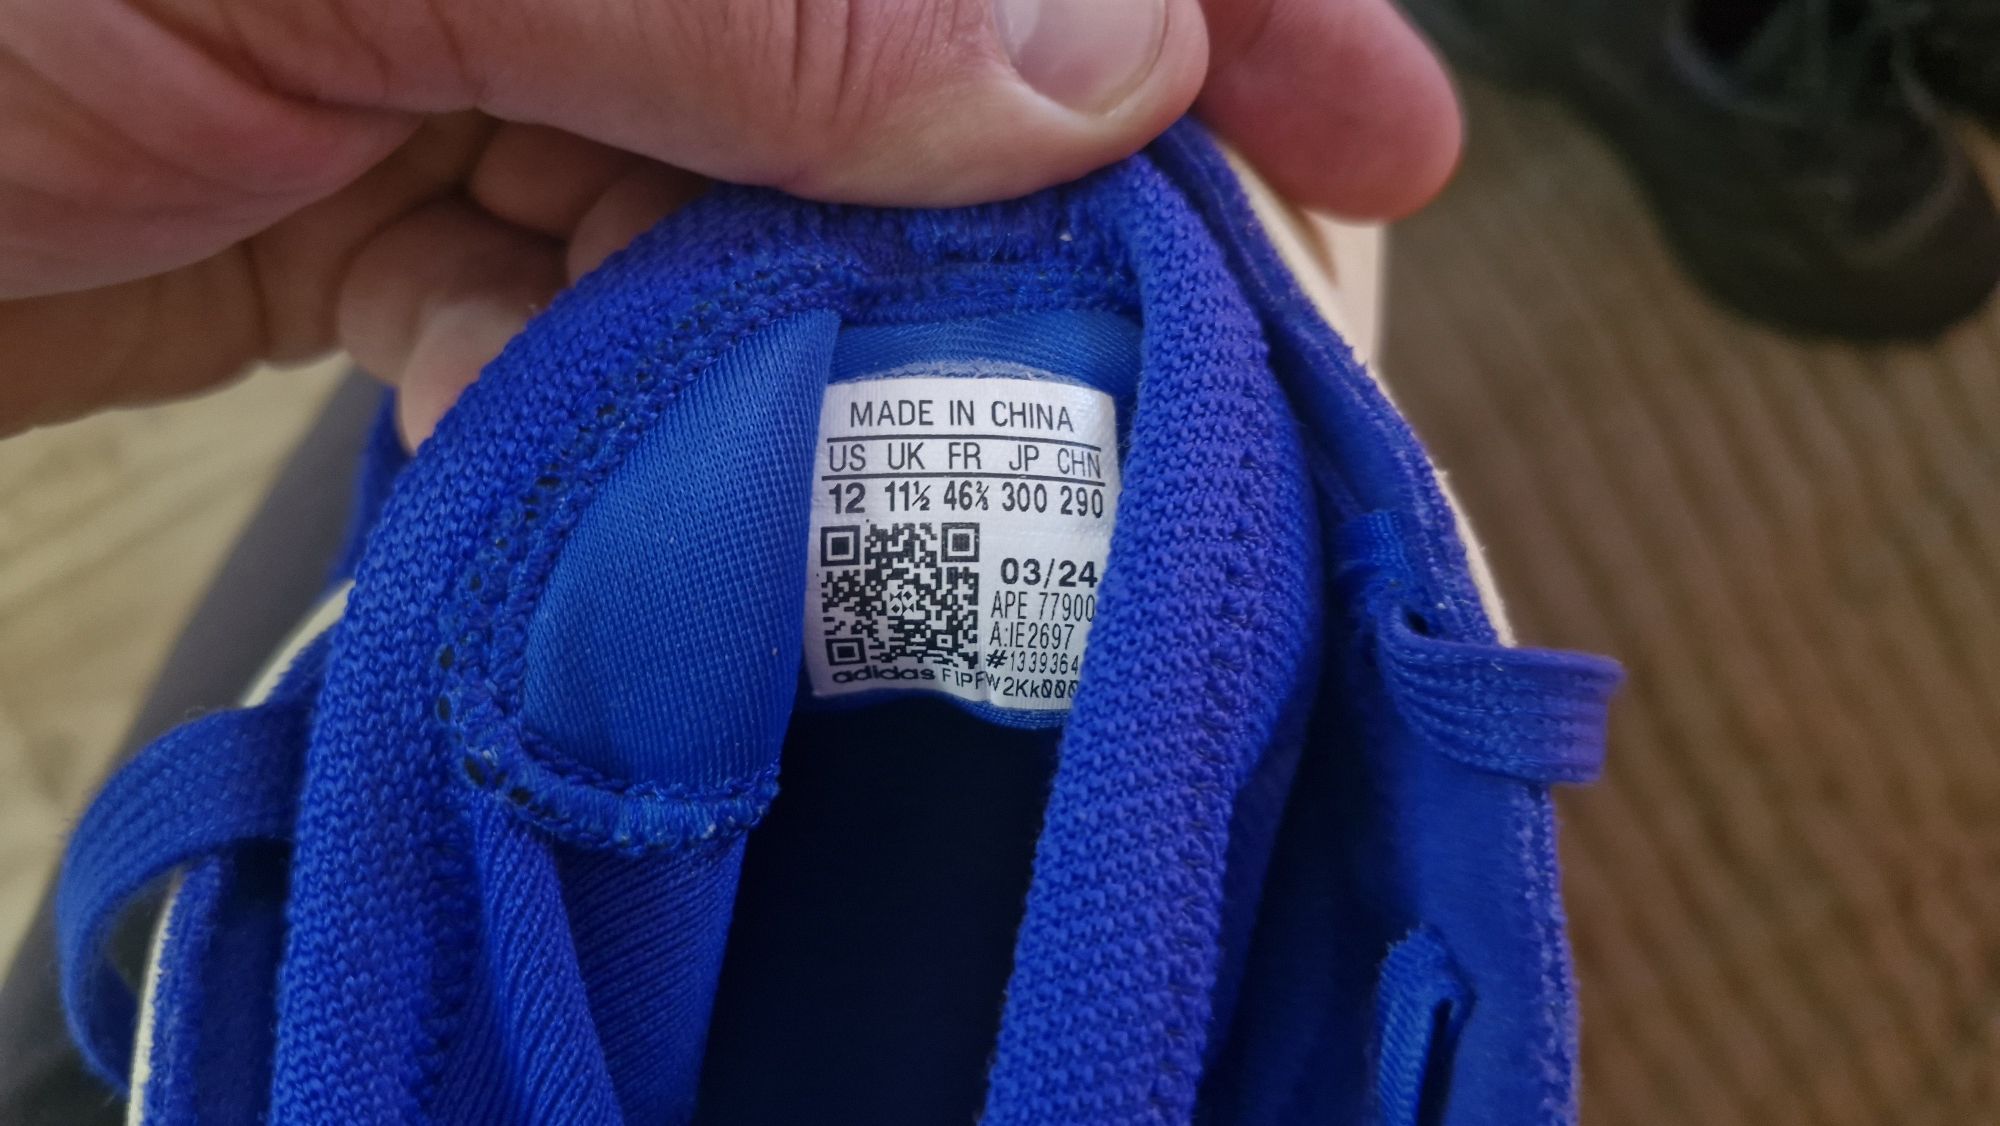 MADE IN CHINA
US UK FR JP CHN
12 11½ 46⅔ 300 290
03/24
APE 77900
A:IE2697
#1339364
adidas